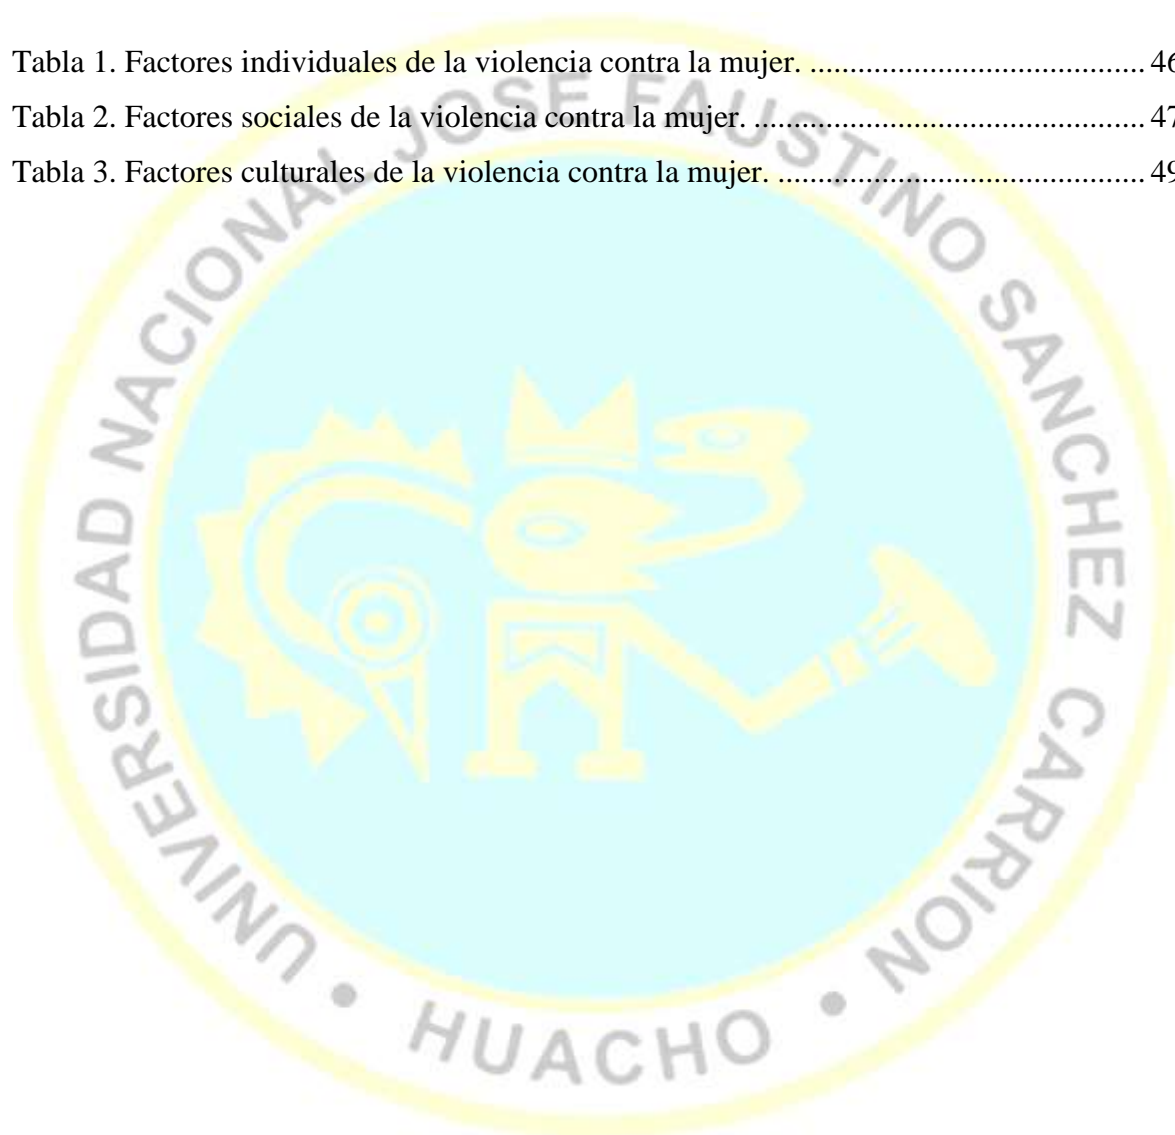 Tabla 1. Factores individuales de la violencia contra la mujer. .......................................... 46
Tabla 2. Factores sociales de la violencia contra la mujer. ................................................. 47
Tabla 3. Factores culturales de la violencia contra la mujer. .............................................. 49
UNIVERSIDAD NACIONAL JOSE FAUSTINO SANCHEZ CARRION • HUACHO •